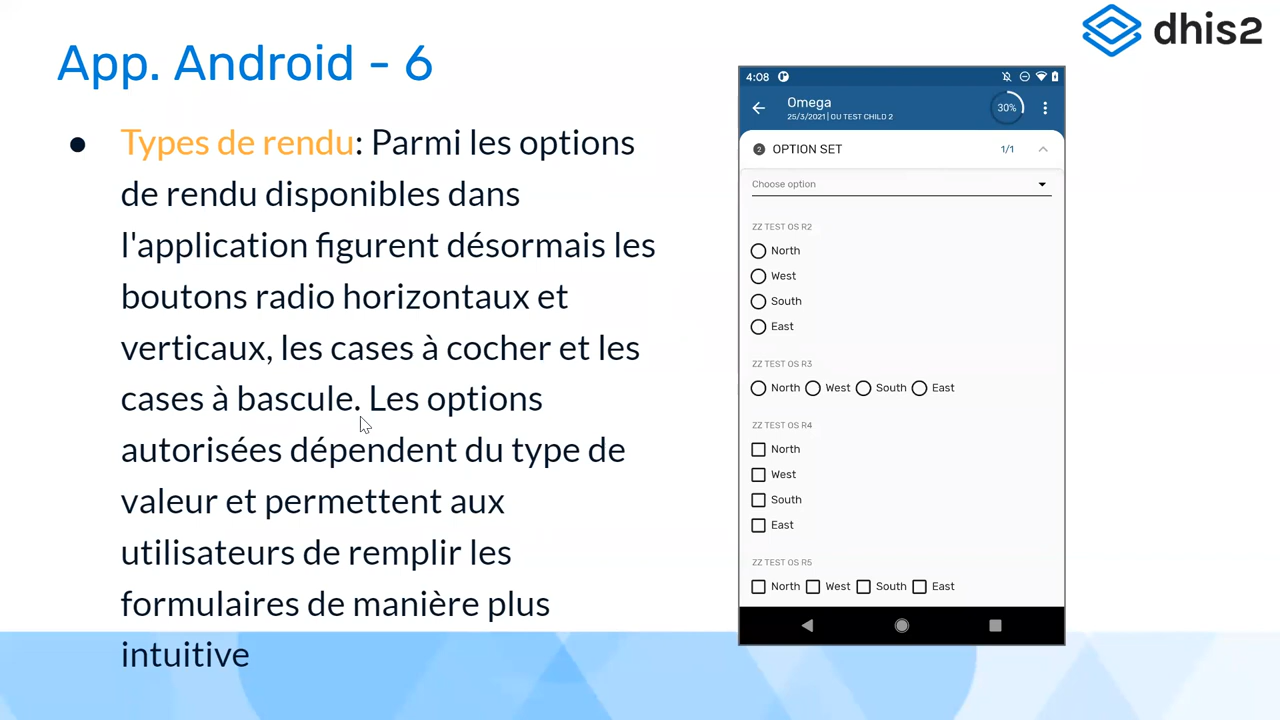 dhis2
App. Android - 6
● Types de rendu: Parmi les options
de rendu disponibles dans
l'application figurent désormais les
boutons radio horizontaux et
verticaux, les cases à cocher et les
cases à bascule. Les options
autorisées dépendent du type de
valeur et permettent aux
utilisateurs de remplir les
formulaires de manière plus
intuitive
4:08
Omega
25/3/2021 | OU TEST CHILD 2
30%
2 OPTION SET 1/1
Choose option
ZZ TEST OS R2
North
West
South
East
ZZ TEST OS R3
North West South East
ZZ TEST OS R4
North
West
South
East
ZZ TEST OS R5
North West South East